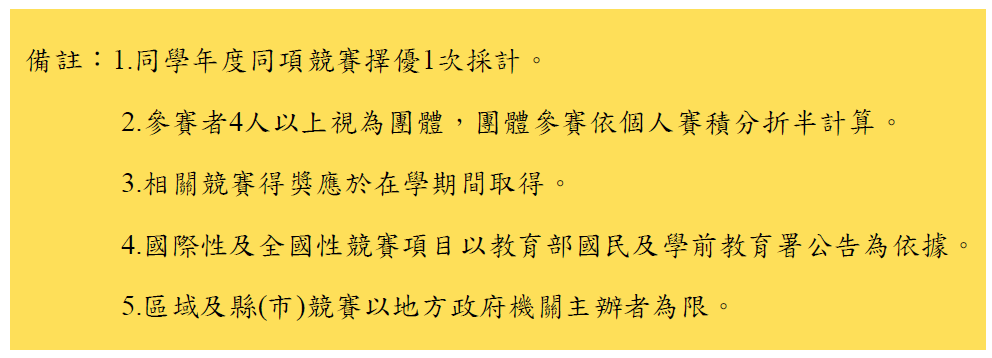 備註：1.同學年度同項競賽擇優1次採計。
2.參賽者4人以上視為團體，團體參賽依個人賽積分折半計算。
3.相關競賽得獎應於在學期間取得。
4.國際性及全國性競賽項目以教育部國民及學前教育署公告為依據。
5.區域及縣(市)競賽以地方政府機關主辦者為限。